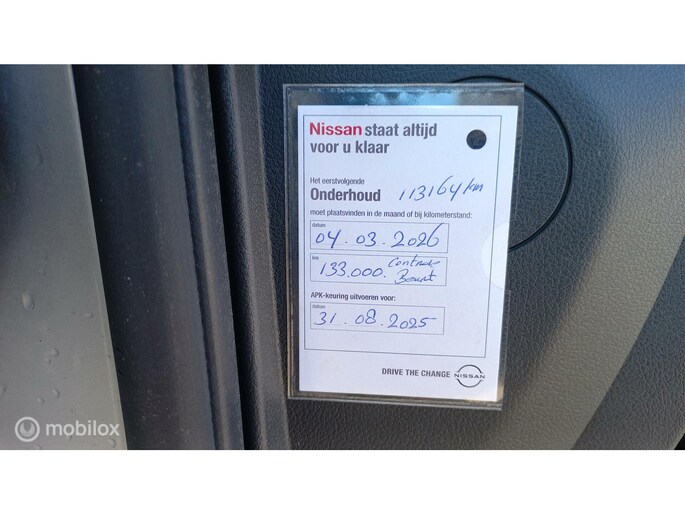 Nissan staat altijd
voor u klaar
Het eerstvolgende
Onderhoud 113164 km
moet plaatsvinden in de maand of bij kilometerstand:
datum
04.03.2026
km
133.000. Controle
Beurt
APK-keuring uitvoeren voor:
datum
31.08.2025
DRIVE THE CHANGE NISSAN
mobilox